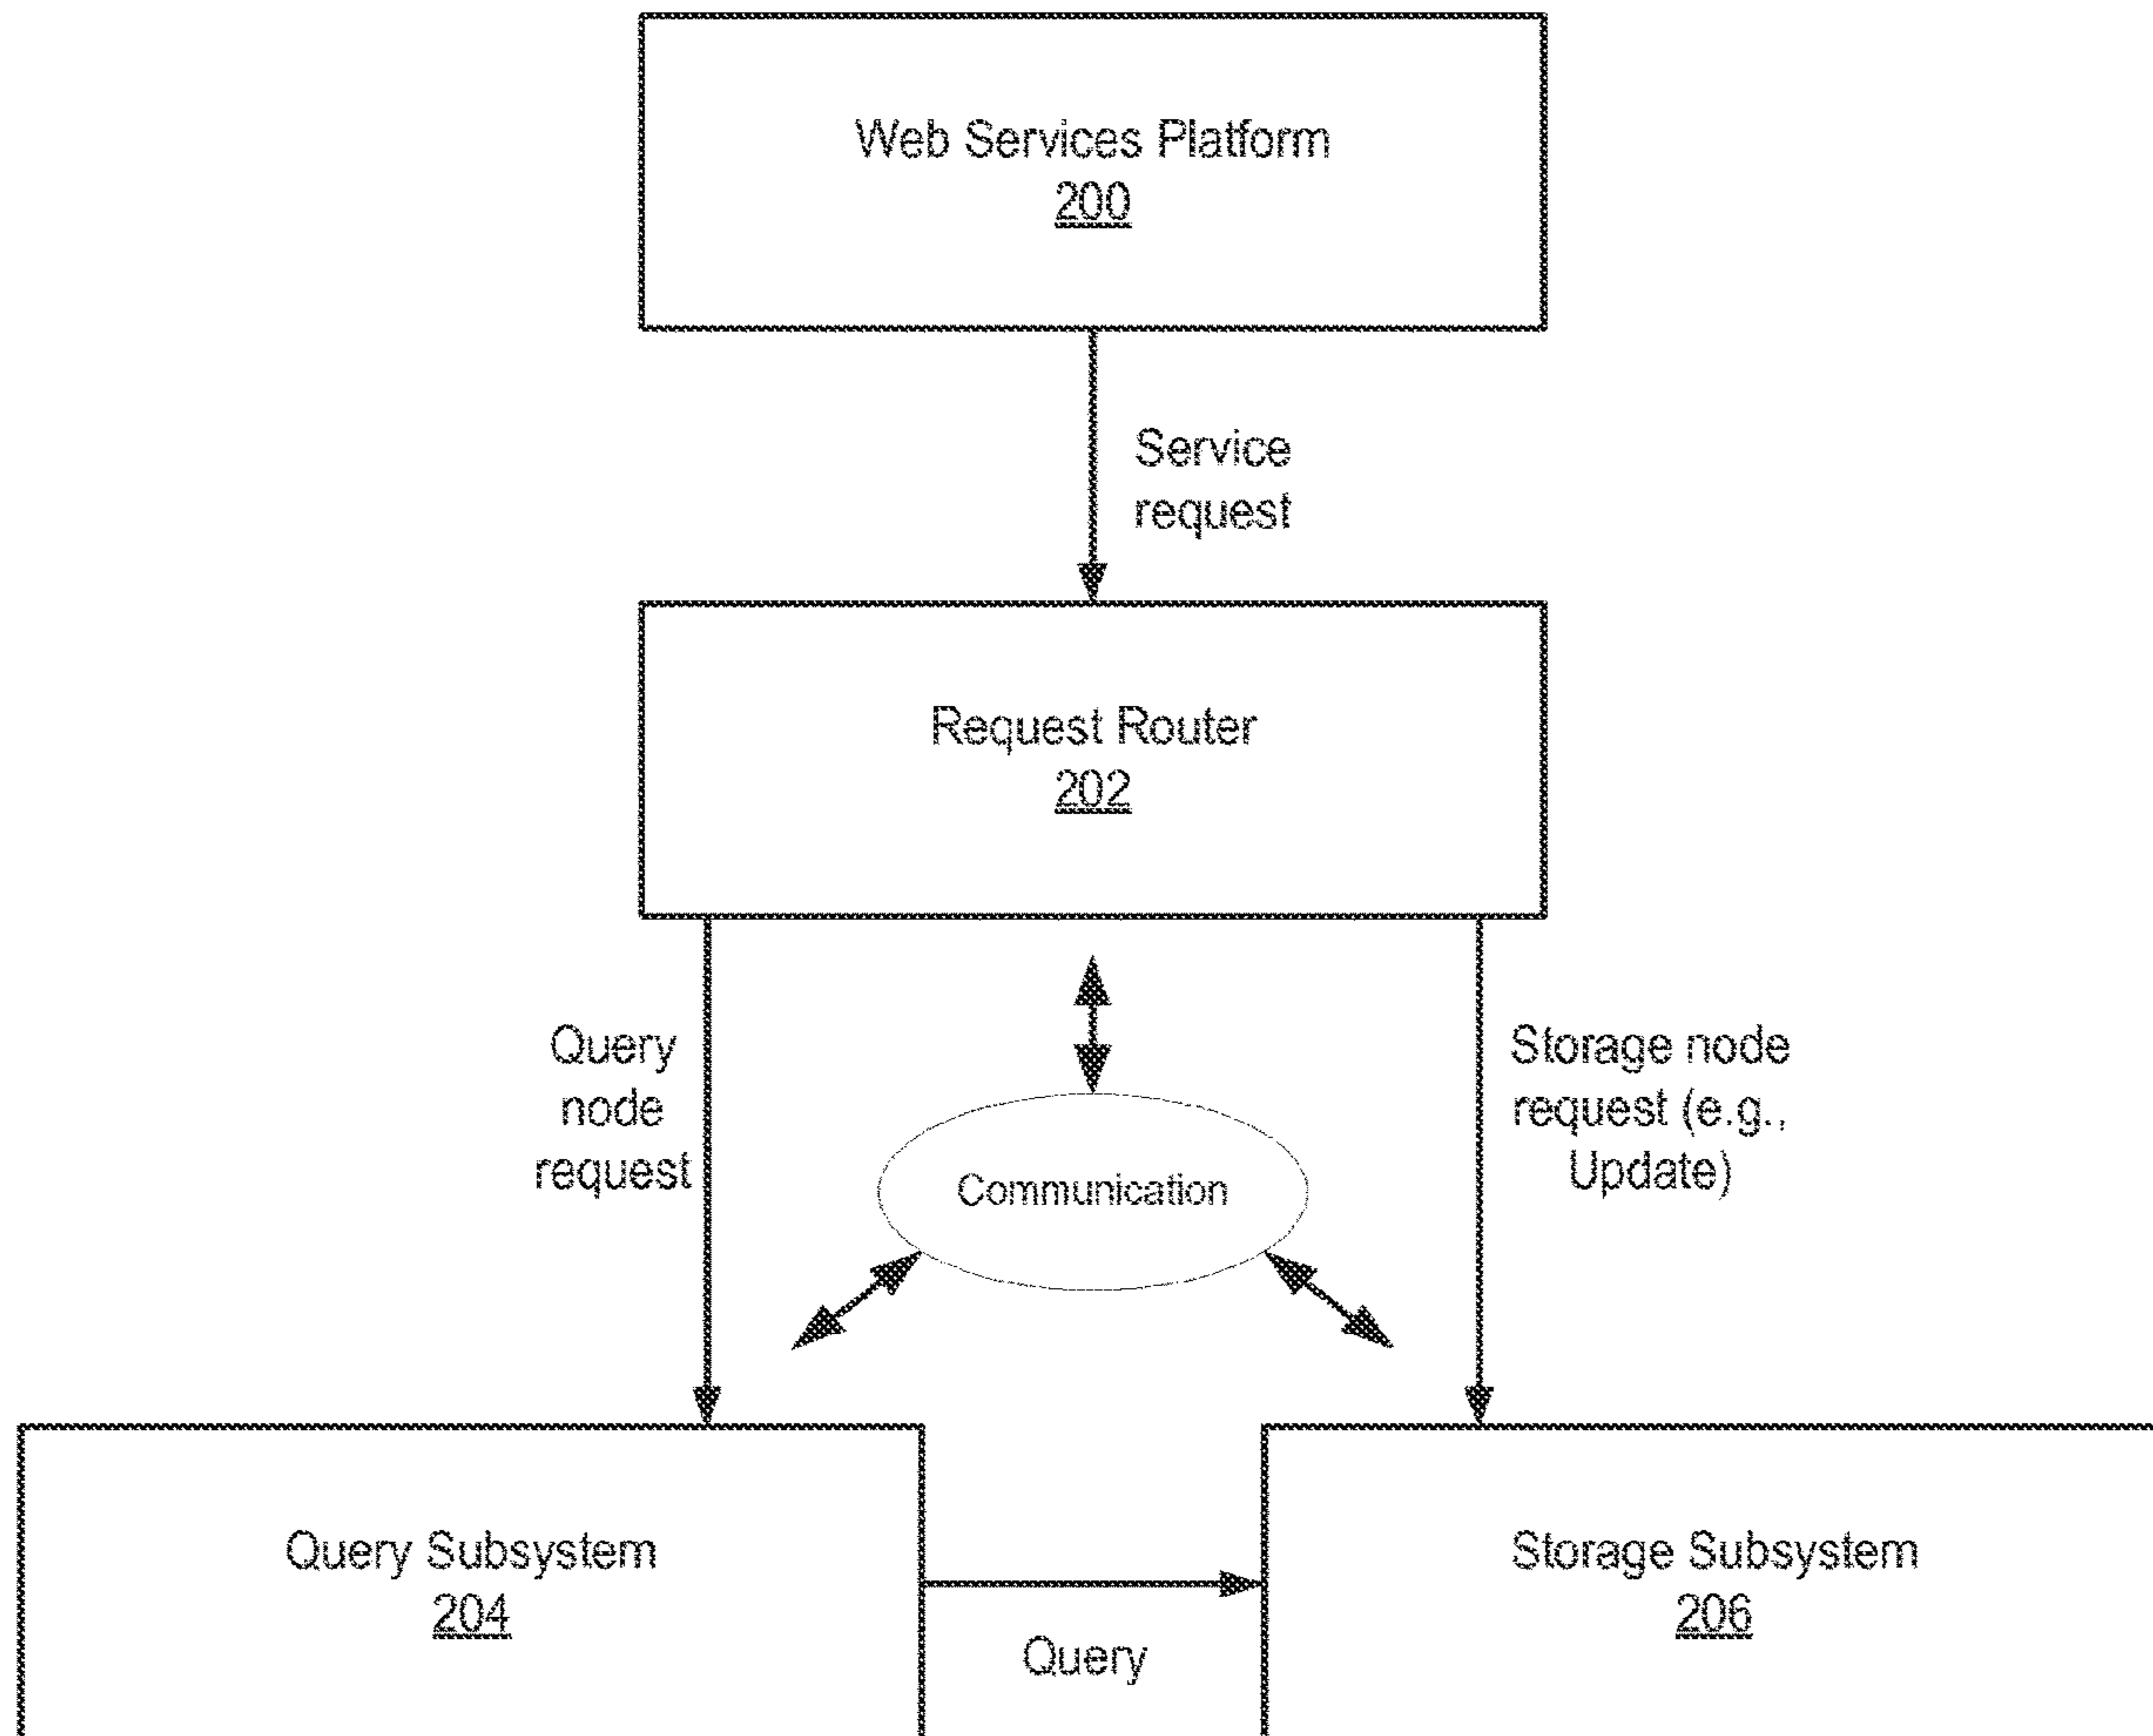 Web Services Platform
200
Service
request
Request Router
202
Query
node
request
Storage node
request (e.g.,
Update)
Communication
Query Subsystem
204
Storage Subsystem
206
Query